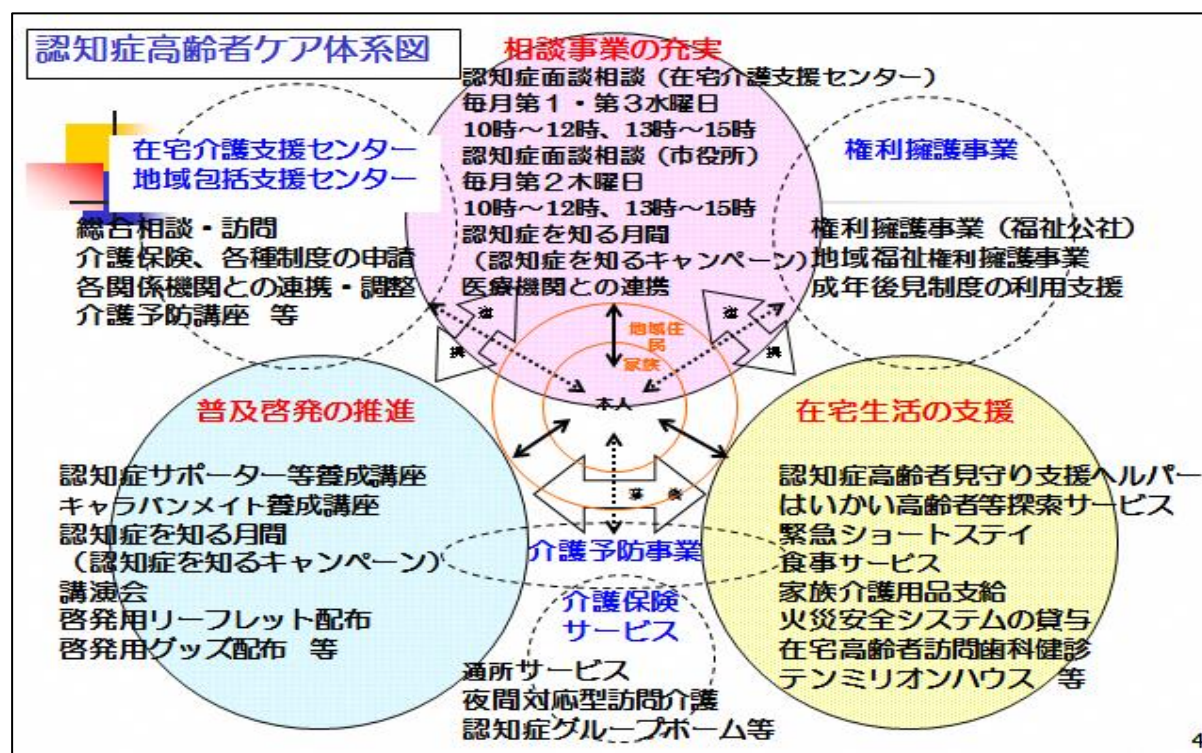 認知症高齢者ケア体系図
相談事業の充実
認知症面談相談（在宅介護支援センター）
毎月第１・第３水曜日
10時～12時、13時～15時
認知症面談相談（市役所）
毎月第２木曜日
10時～12時、13時～15時
認知症を知る月間
（認知症を知るキャンペーン）
医療機関との連携
在宅介護支援センター
地域包括支援センター
総合相談・訪問
介護保険、各種制度の申請
各関係機関との連携・調整
介護予防講座 等
権利擁護事業
権利擁護事業（福祉公社）
地域福祉権利擁護事業
成年後見制度の利用支援
地域住
民
家族
本人
連
携
連
携
連 携
普及啓発の推進
認知症サポーター等養成講座
キャラバンメイト養成講座
認知症を知る月間
（認知症を知るキャンペーン）
講演会
啓発用リーフレット配布
啓発用グッズ配布 等
在宅生活の支援
認知症高齢者見守り支援ヘルパー
はいかい高齢者等探索サービス
緊急ショートステイ
食事サービス
家族介護用品支給
火災安全システムの貸与
在宅高齢者訪問歯科健診
テンミリオンハウス 等
介護予防事業
介護保険
サービス
通所サービス
夜間対応型訪問介護
認知症グループホーム等
4